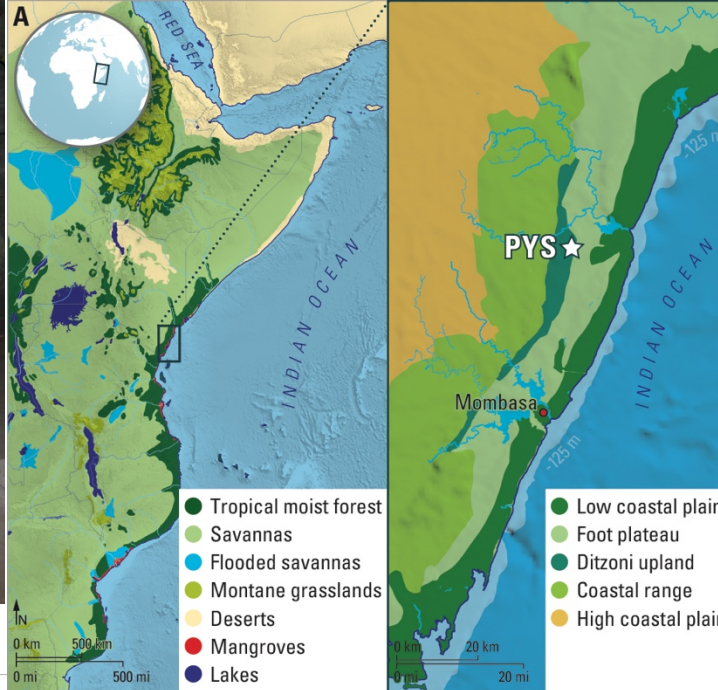 A
RED SEA
INDIAN OCEAN
N
0 km 500 km
0 mi 500 mi
Tropical moist forest
Savannas
Flooded savannas
Montane grasslands
Deserts
Mangroves
Lakes
-125 m
PYS
INDIAN OCEAN
Mombasa
-125 m
0 km 20 km
0 mi 20 mi
Low coastal plain
Foot plateau
Ditzoni upland
Coastal range
High coastal plain